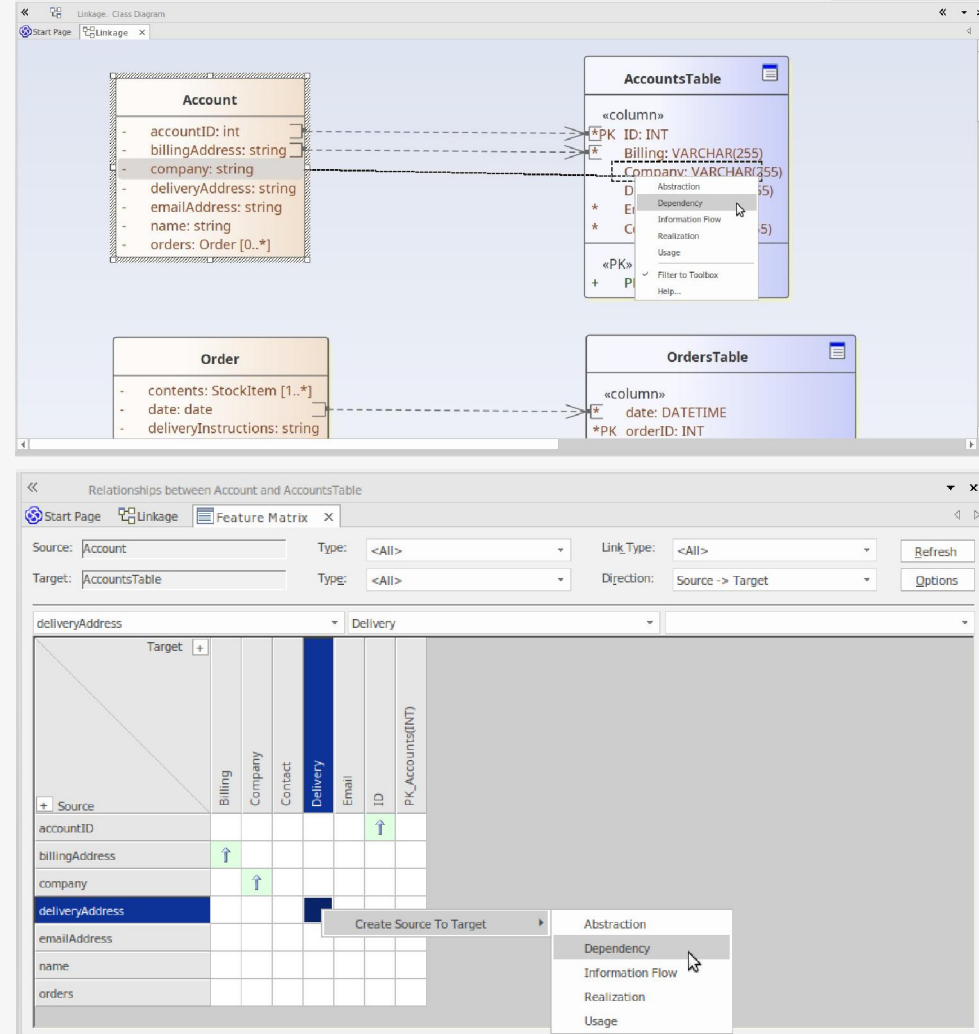 Linkage. Class Diagram
Start Page Linkage X
Account
- accountID: int
- billingAddress: string
- company: string
- deliveryAddress: string
- emailAddress: string
- name: string
- orders: Order [0..*]
AccountsTable
«column»
*PK ID: INT
* Billing: VARCHAR(255)
Company: VARCHAR(255)
D 55)
* E
* C 5)
«PK»
+ P
Abstraction
Dependency
Information Flow
Realization
Usage
✓ Filter to Toolbox
Help...
Order
- contents: StockItem [1..*]
- date: date
- deliveryInstructions: string
OrdersTable
«column»
* date: DATETIME
*PK orderID: INT
Relationships between Account and AccountsTable
Start Page Linkage Feature Matrix X
Source: Account Type: <All> Link Type: <All> Refresh
Target: AccountsTable Type: <All> Direction: Source -> Target Options
deliveryAddress Delivery
Target +
+ Source
Billing
Company
Contact
Delivery
Email
ID
PK_Accounts(INT)
accountID
billingAddress
company
deliveryAddress
emailAddress
name
orders
Create Source To Target
Abstraction
Dependency
Information Flow
Realization
Usage